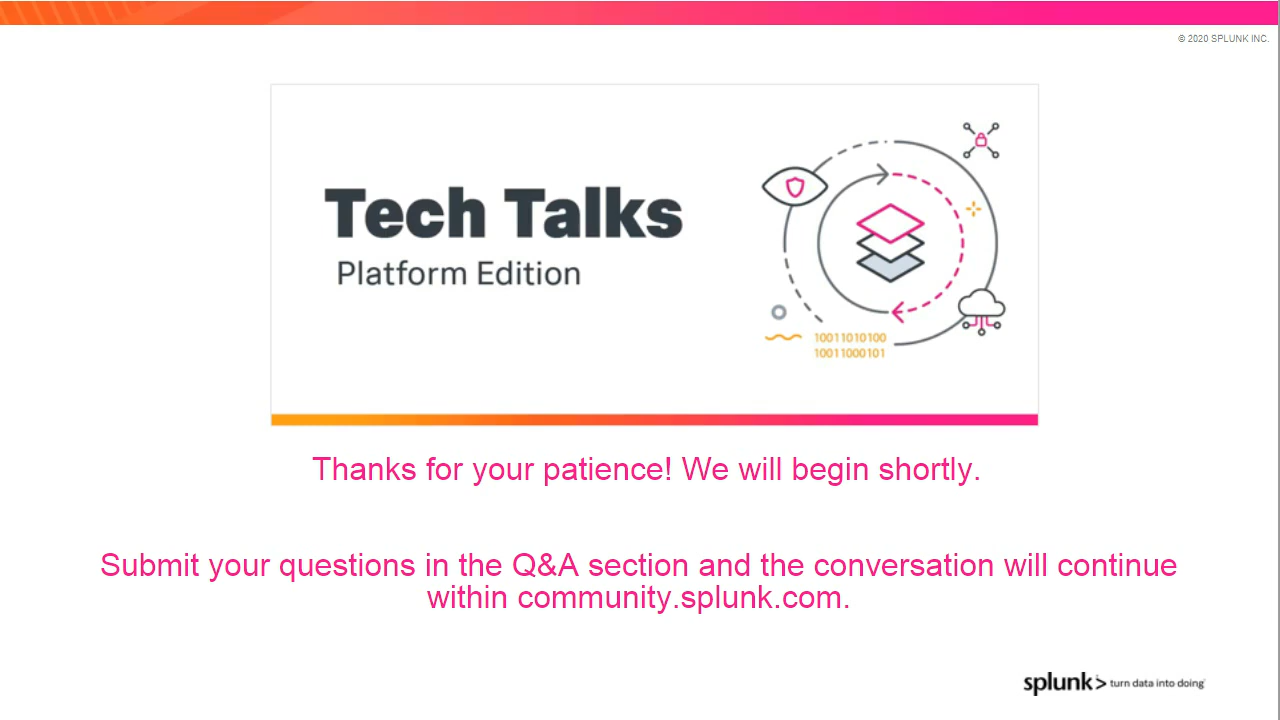 © 2020 SPLUNK INC.
Tech Talks
Platform Edition
10011010100
10011000101
Thanks for your patience! We will begin shortly.
Submit your questions in the Q&A section and the conversation will continue
within community.splunk.com.
splunk> turn data into doing